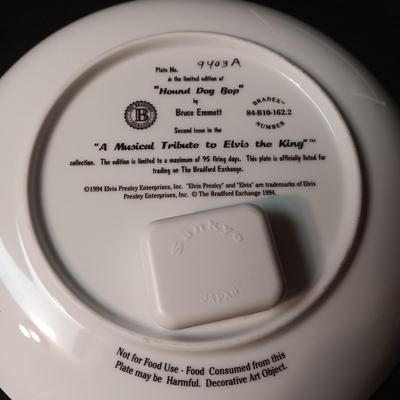 Plate No. 9403A
in the limited edition of
"Hound Dog Bop"
by
Bruce Emmett
B
BRADEX™
84-B10-162.2
NUMBER
Second issue in the
"A Musical Tribute to Elvis the King"™
collection. The edition is limited to a maximum of 95 firing days. This plate is officially listed for
trading on The Bradford Exchange.
©1994 Elvis Presley Enterprises, Inc. "Elvis Presley" and "Elvis" are trademarks of Elvis
Presley Enterprises, Inc. © The Bradford Exchange 1994.
Sankyo
JAPAN
Not for Food Use - Food Consumed from this
Plate may be Harmful. Decorative Art Object.